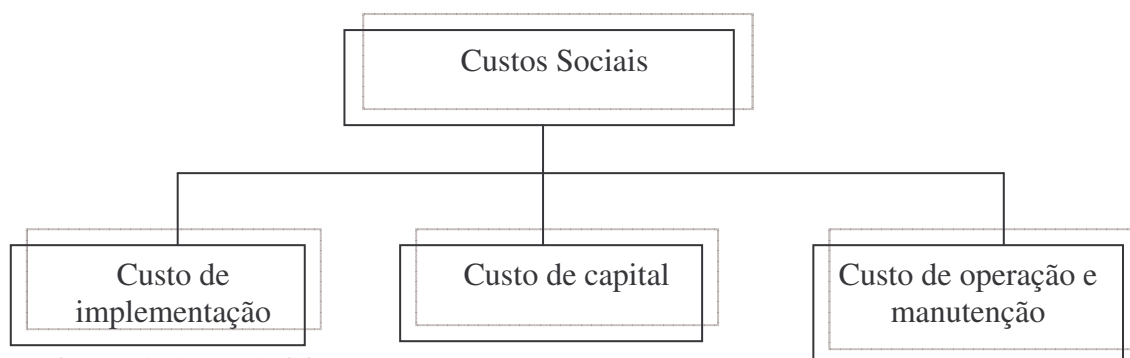 Custos Sociais
Custo de
implementação
Custo de capital
Custo de operação e
manutenção